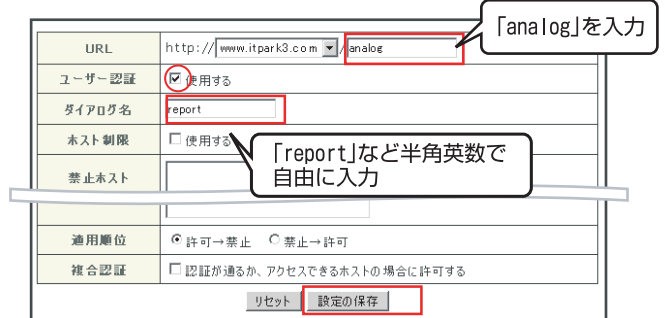 「analog」を入力
URL http:// www.itpark3.com / analog
ユーザー認証 使用する
ダイアログ名 report
ホスト制限 使用する
「report」など半角英数で
自由に入力
禁止ホスト
適用順位 許可→禁止 禁止→許可
複合認証 認証が通るか、アクセスできるホストの場合に許可する
リセット 設定の保存